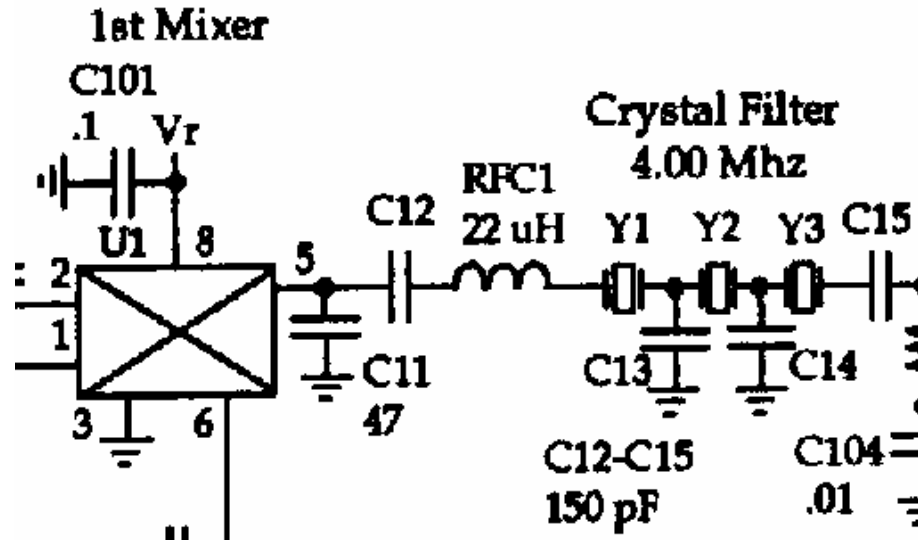 1st Mixer
C101
.1
Vr
Crystal Filter
4.00 Mhz
RFC1
22 uH
C12
Y1
Y2
Y3
C15
U1
8
5
2
1
3
6
C11
47
C13
C14
C12-C15
150 pF
C104
.01